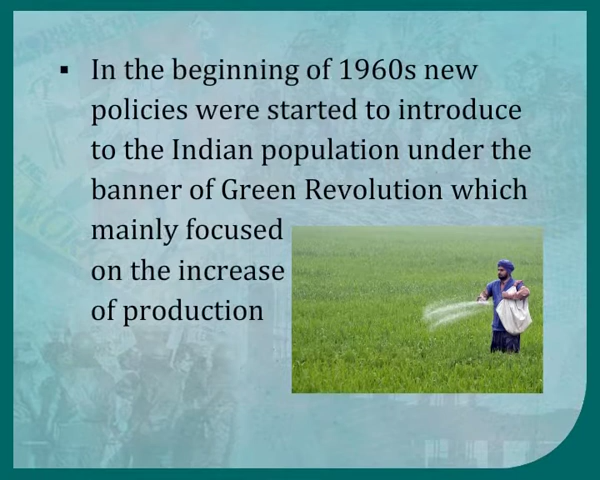 ▪ In the beginning of 1960s new
policies were started to introduce
to the Indian population under the
banner of Green Revolution which
mainly focused
on the increase
of production